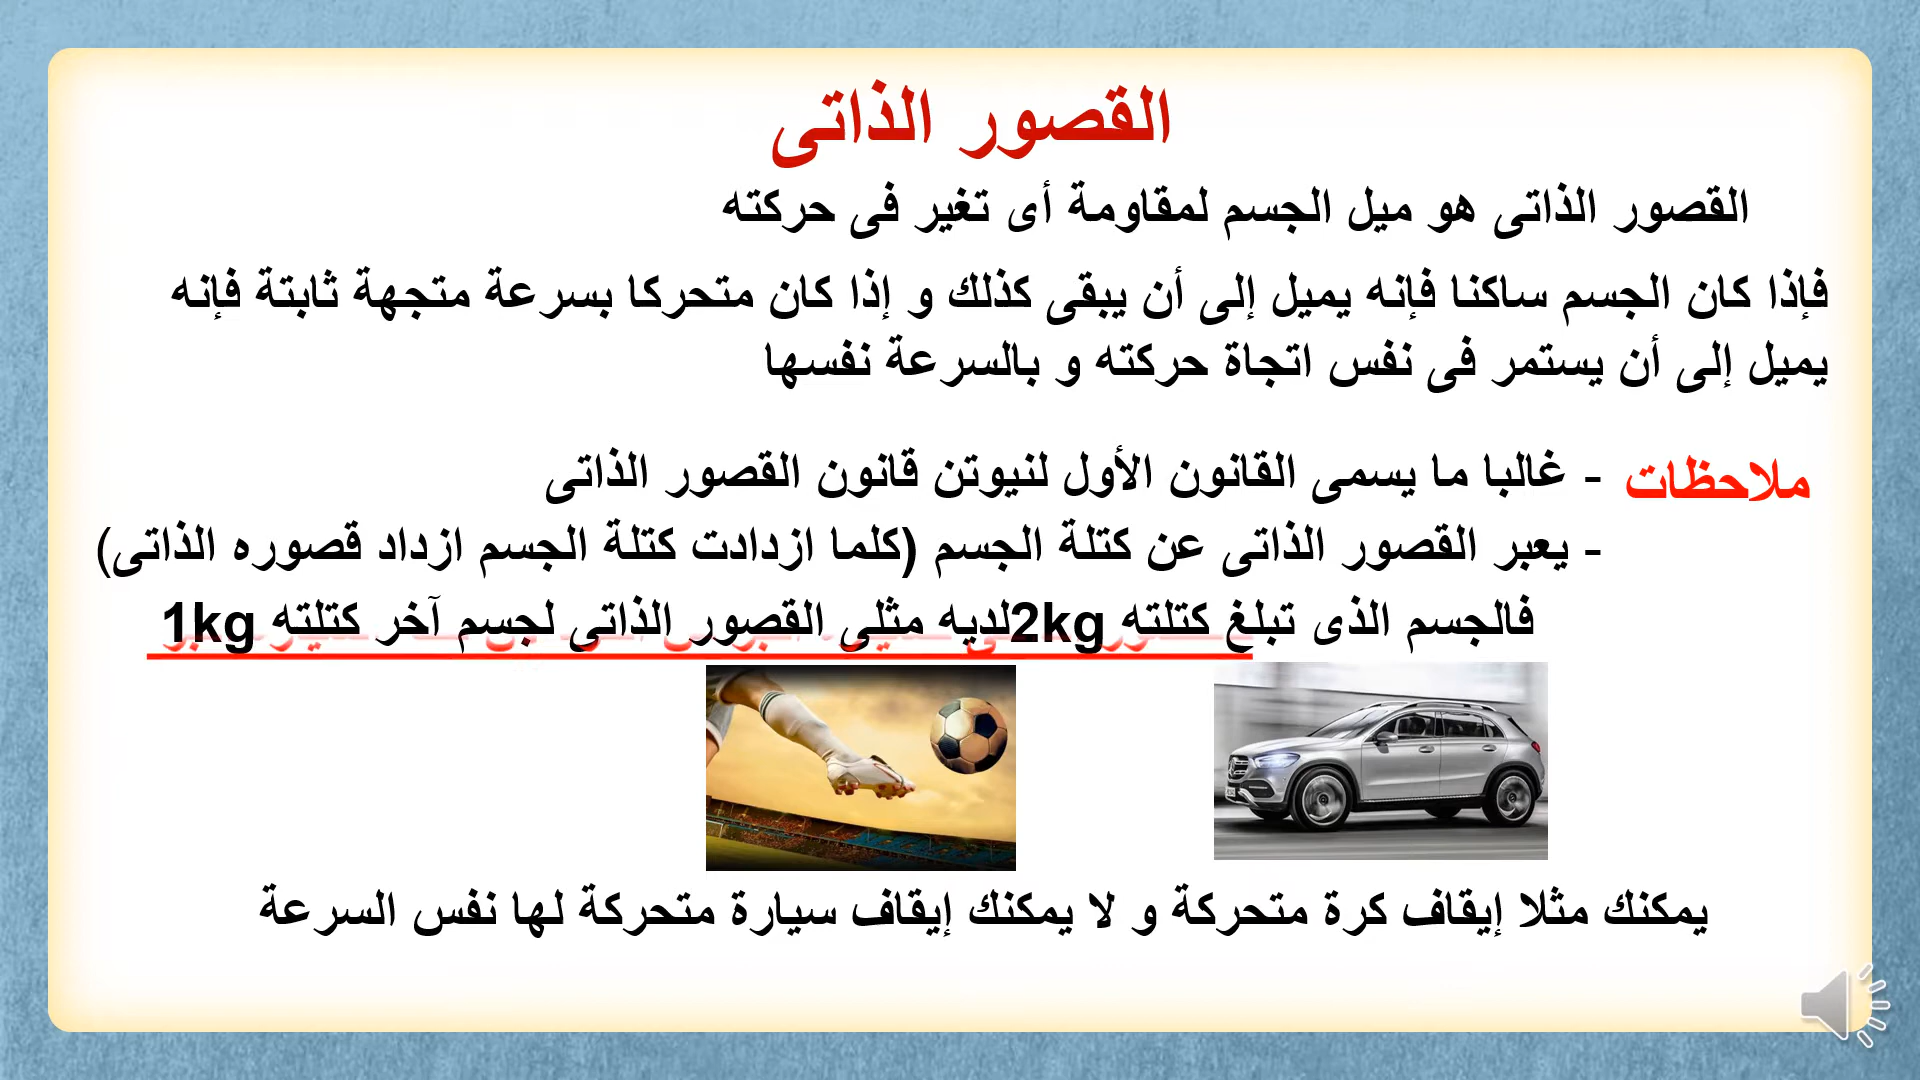 القصور الذاتى
القصور الذاتى هو ميل الجسم لمقاومة أى تغير فى حركته
فإذا كان الجسم ساكنا فإنه يميل إلى أن يبقى كذلك و إذا كان متحركا بسرعة متجهة ثابتة فإنه
يميل إلى أن يستمر فى نفس اتجاة حركته و بالسرعة نفسها
ملاحظات - غالبا ما يسمى القانون الأول لنيوتن قانون القصور الذاتى
- يعبر القصور الذاتى عن كتلة الجسم (كلما ازدادت كتلة الجسم ازداد قصوره الذاتى)
فالجسم الذى تبلغ كتلته 2kgلديه مثلى القصور الذاتى لجسم آخر كتلته 1kg
يمكنك مثلا إيقاف كرة متحركة و لا يمكنك إيقاف سيارة متحركة لها نفس السرعة